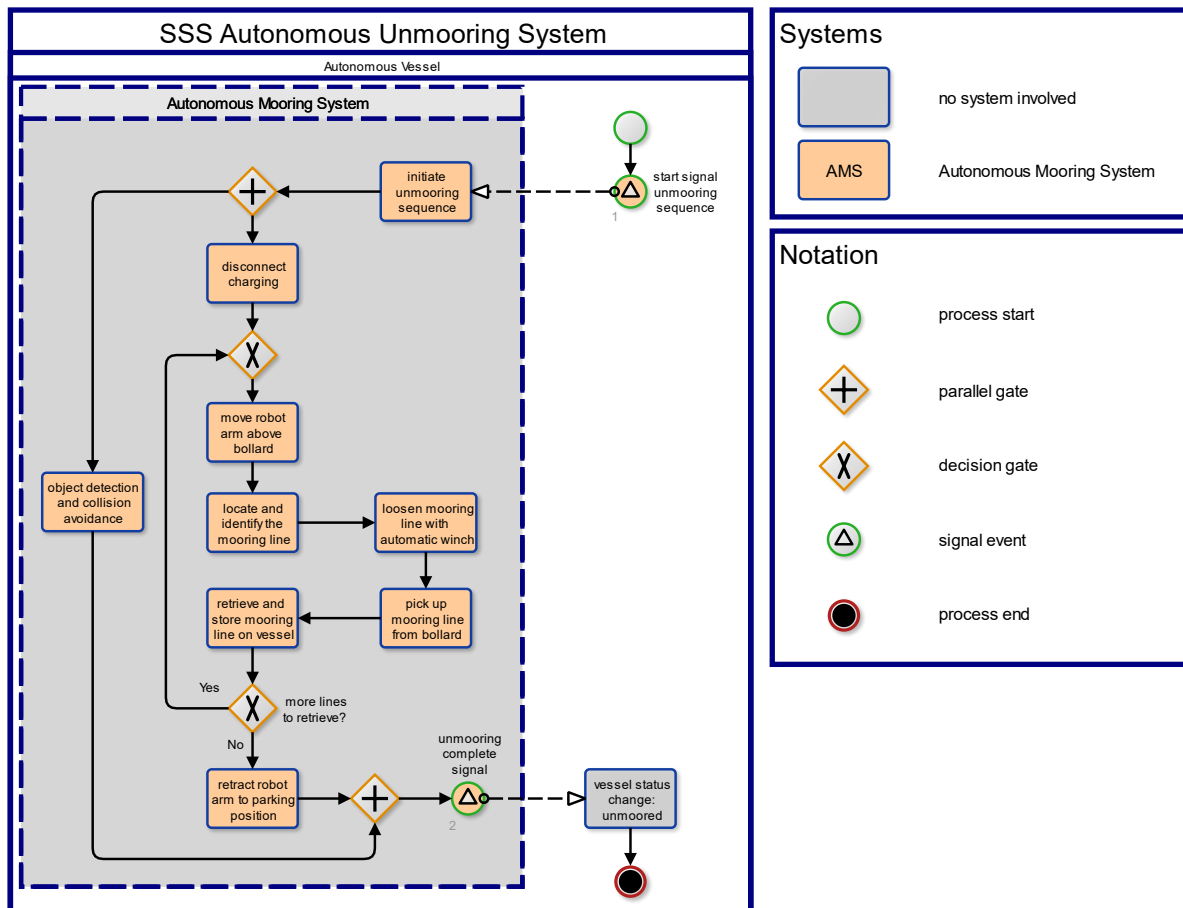 SSS Autonomous Unmooring System
Autonomous Vessel
Autonomous Mooring System
initiate
unmooring
sequence
start signal
unmooring
sequence
1
disconnect
charging
move robot
arm above
bollard
object detection
and collision
avoidance
locate and
identify the
mooring line
loosen mooring
line with
automatic winch
retrieve and
store mooring
line on vessel
pick up
mooring line
from bollard
Yes
more lines
to retrieve?
No
unmooring
complete
signal
retract robot
arm to parking
position
2
vessel status
change:
unmoored
Systems
no system involved
AMS
Autonomous Mooring System
Notation
process start
parallel gate
decision gate
signal event
process end